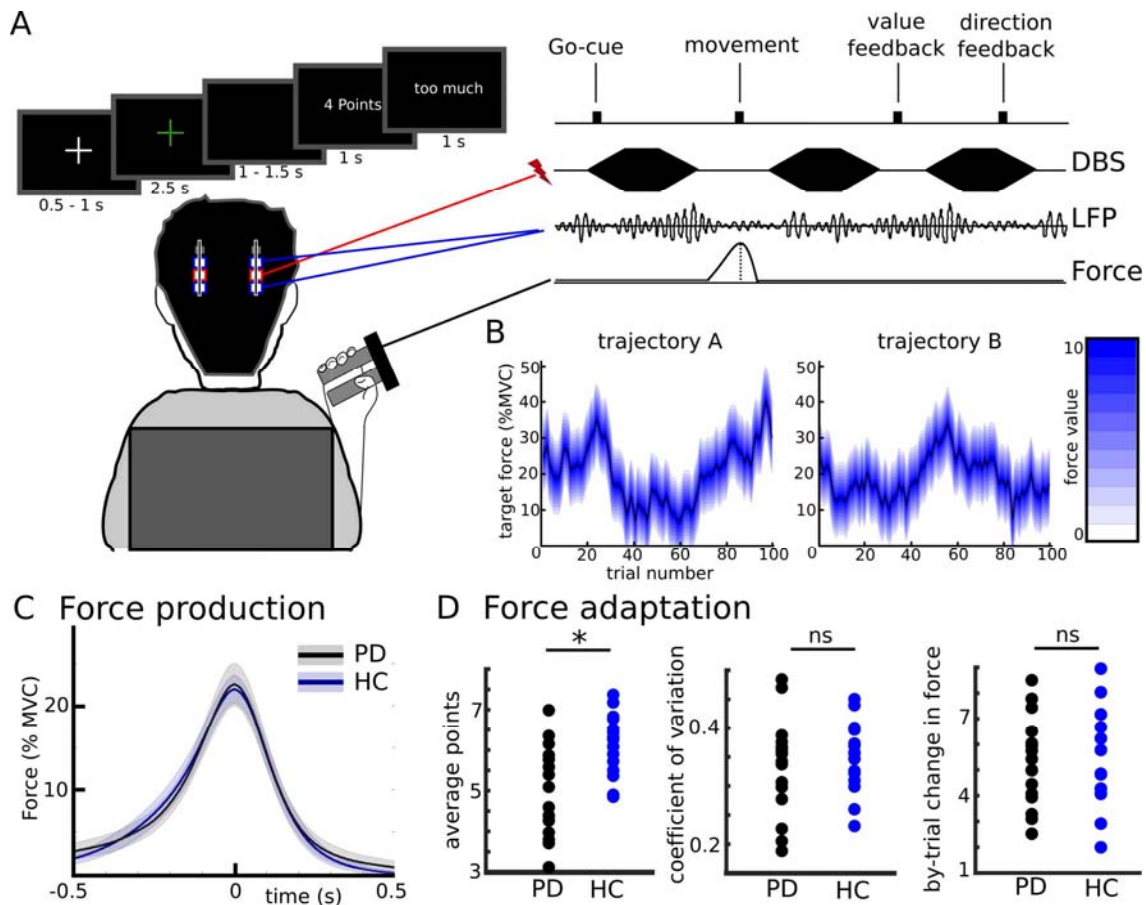 A
Go-cue
movement
value feedback
direction feedback
4 Points
too much
0.5 - 1 s
2.5 s
1 - 1.5 s
1 s
1 s
DBS
LFP
Force
B
trajectory A
trajectory B
target force (%MVC)
50
40
30
20
10
0
20
40
60
80
100
trial number
50
40
30
20
10
0
20
40
60
80
100
10
0
force value
C Force production
PD
HC
Force (% MVC)
20
10
-0.5
0
0.5
time (s)
D Force adaptation
*
ns
ns
average points
7
5
3
PD
HC
coefficient of variation
0.4
0.2
PD
HC
by-trial change in force
7
4
1
PD
HC